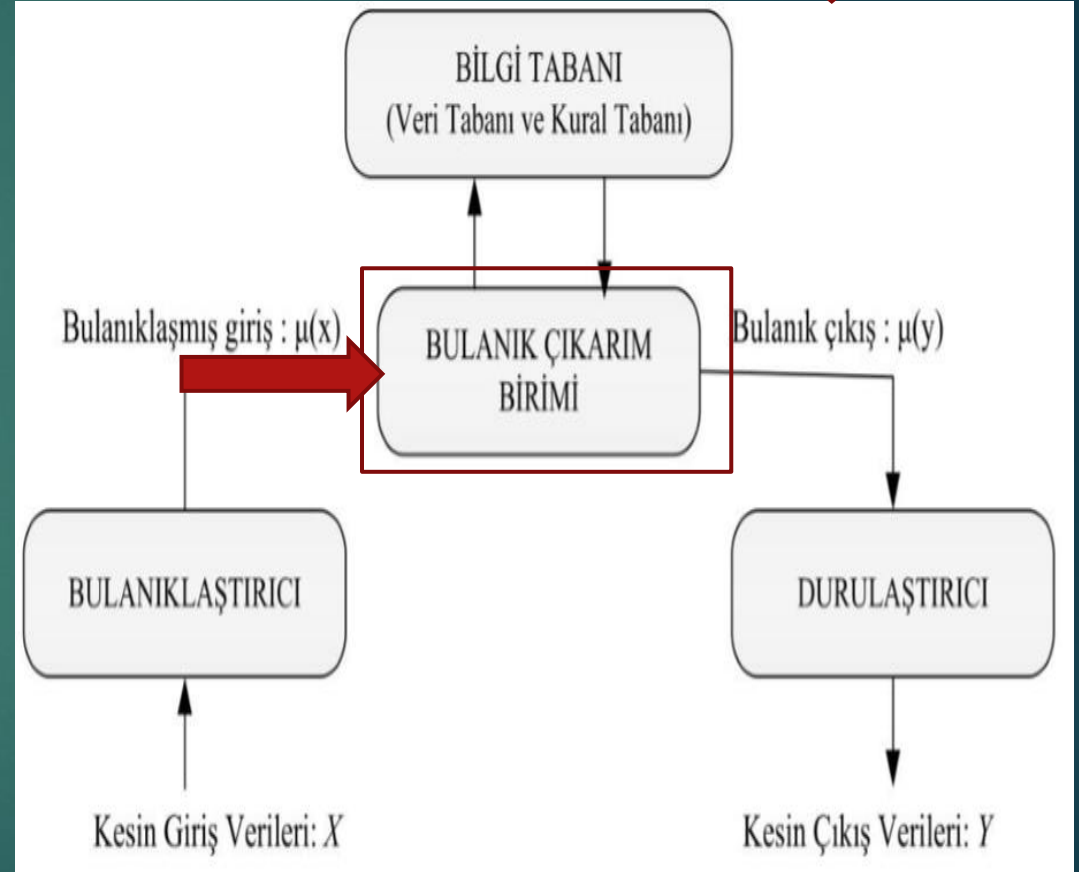 BİLGİ TABANI
(Veri Tabanı ve Kural Tabanı)
Bulanıklaşmış giriş : μ(x)
BULANIK ÇIKARIM
BİRİMİ
Bulanık çıkış : μ(y)
BULANIKLAŞTIRICI
DURULAŞTIRICI
Kesin Giriş Verileri: X
Kesin Çıkış Verileri: Y